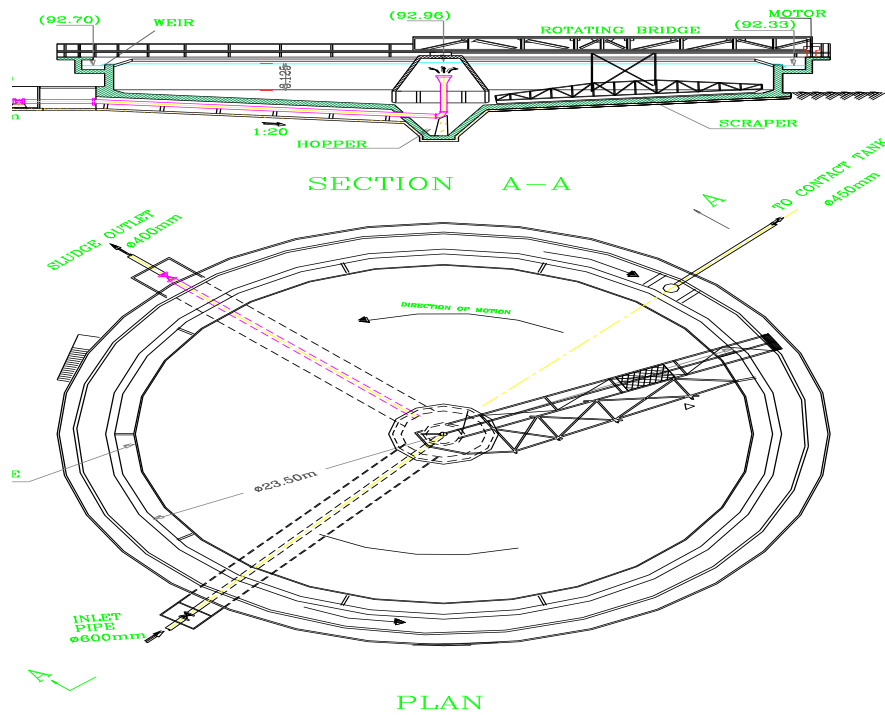 (92.70)
WEIR
(92.96)
ROTATING BRIDGE
MOTOR
(92.33)
1:20
HOPPER
SCRAPER
SECTION A-A
SLUDGE OUTLET
ø400mm
A
TO CONTACT TANK
ø450mm
DIRECTION OF MOTION
ø23.50m
E
INLET
PIPE
ø600mm
A
PLAN